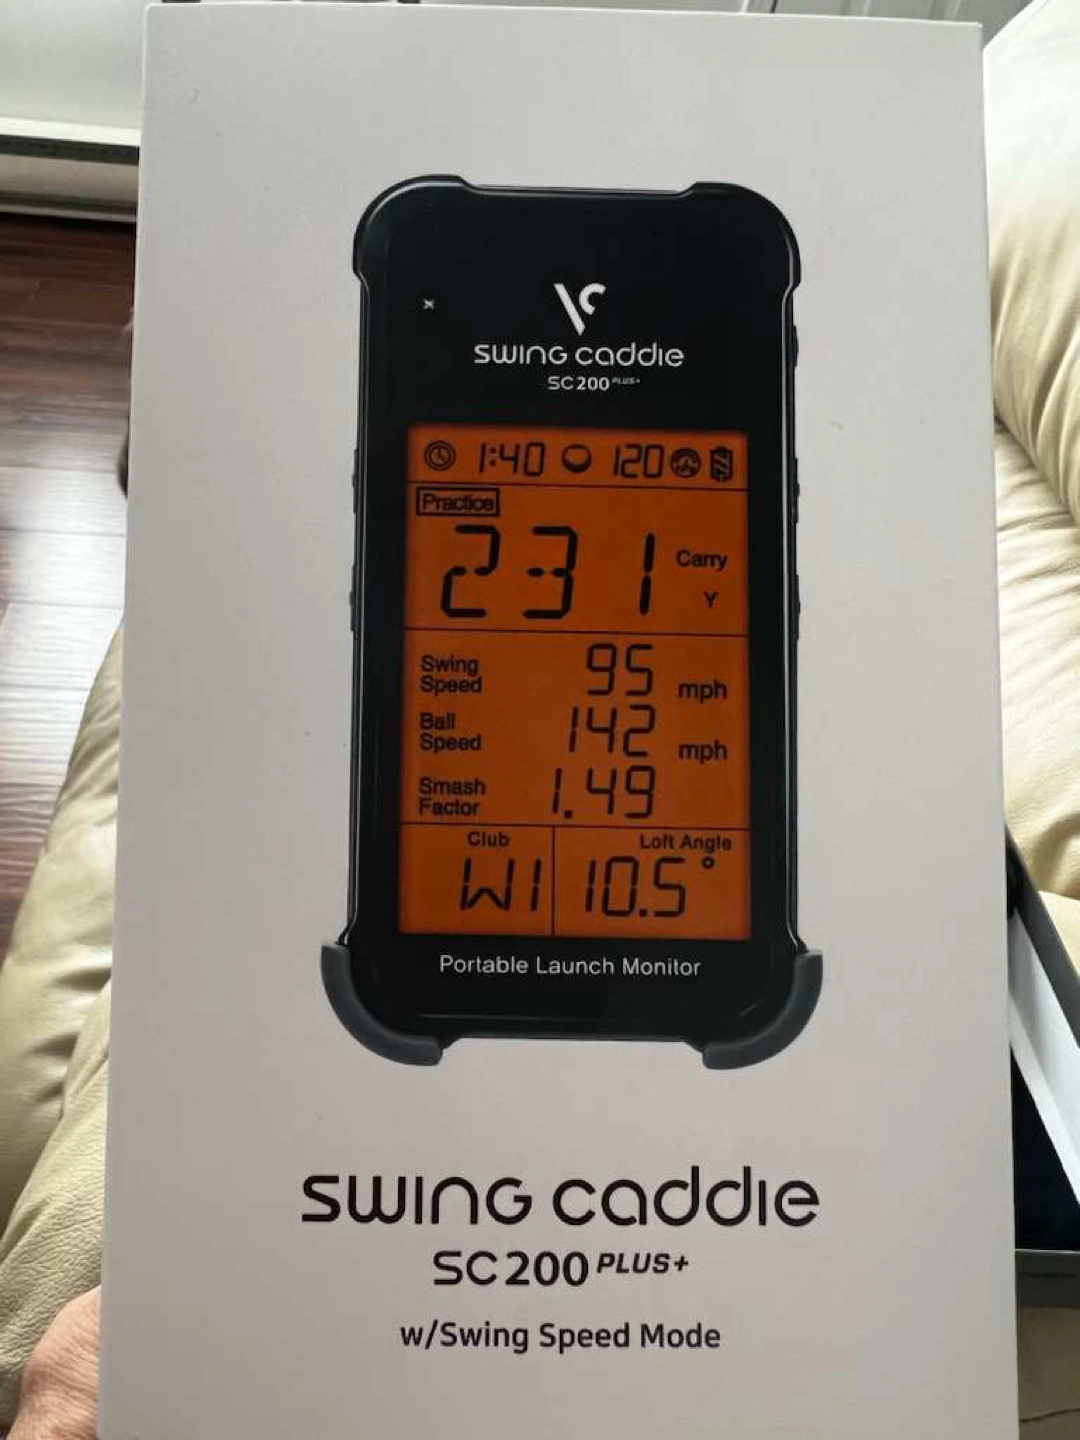 SWING caddie
SC200 PLUS+
1:40 120
Practice
231 Carry
Y
Swing Speed 95 mph
Ball Speed 142 mph
Smash Factor 1.49
Club Loft Angle
W1 10.5°
Portable Launch Monitor
SWING caddie
SC200 PLUS+
w/Swing Speed Mode